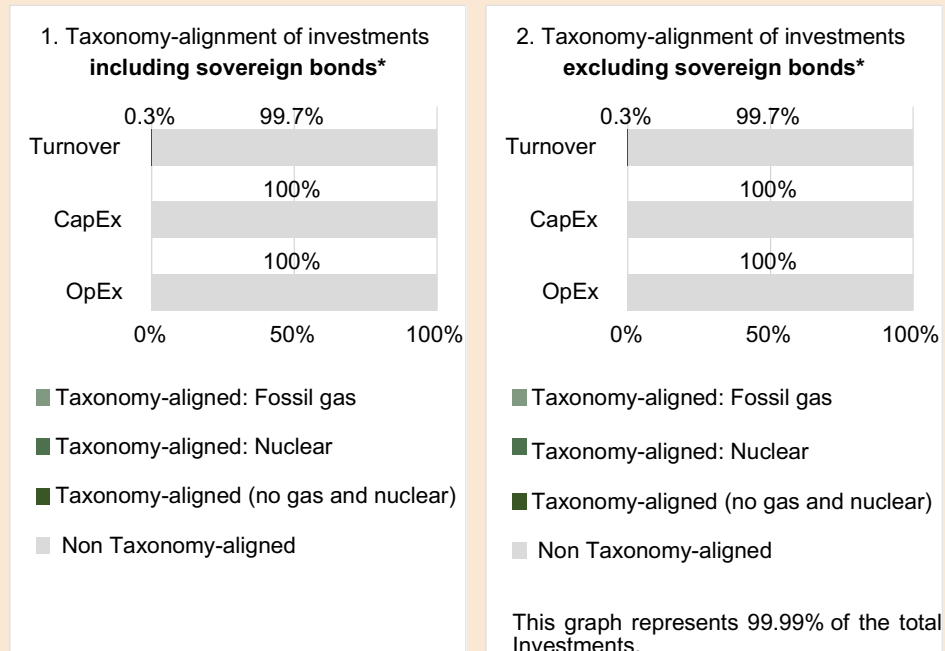 1. Taxonomy-alignment of investments
including sovereign bonds*
0.3% 99.7%
Turnover
100%
CapEx
100%
OpEx
0% 50% 100%
Taxonomy-aligned: Fossil gas
Taxonomy-aligned: Nuclear
Taxonomy-aligned (no gas and nuclear)
Non Taxonomy-aligned
2. Taxonomy-alignment of investments
excluding sovereign bonds*
0.3% 99.7%
Turnover
100%
CapEx
100%
OpEx
0% 50% 100%
Taxonomy-aligned: Fossil gas
Taxonomy-aligned: Nuclear
Taxonomy-aligned (no gas and nuclear)
Non Taxonomy-aligned
This graph represents 99.99% of the total
Investments.